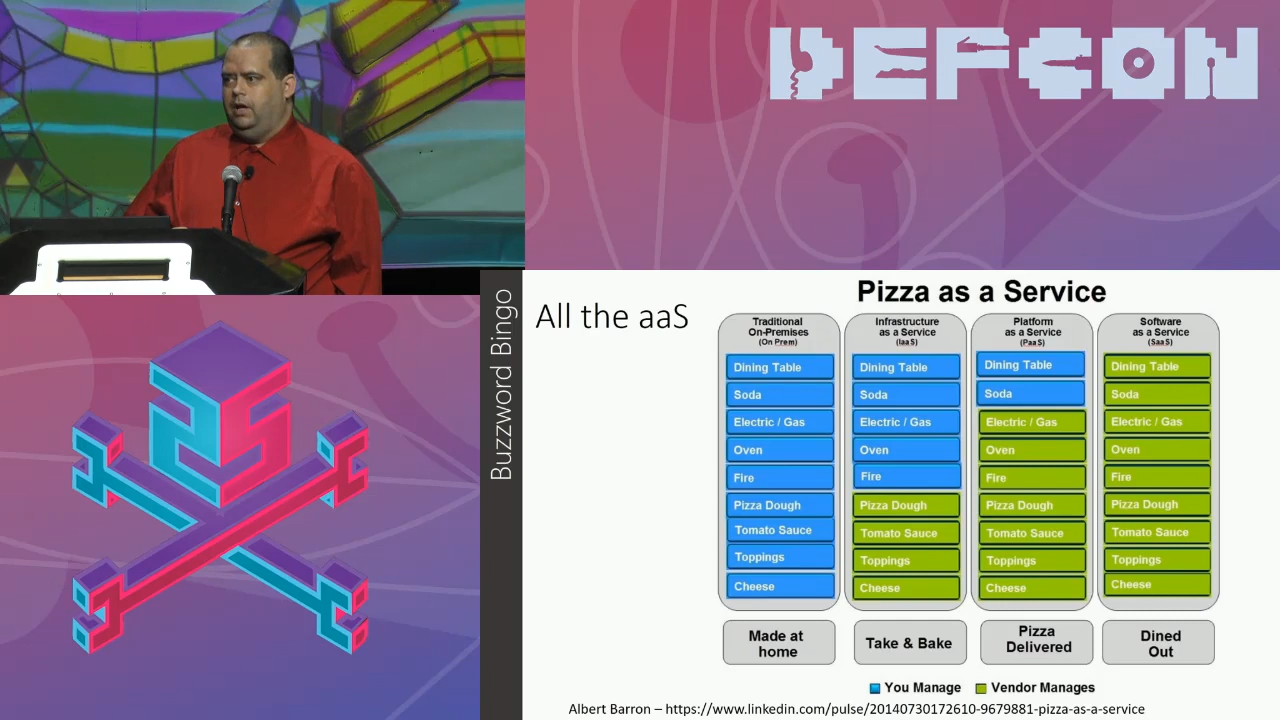 DEFCON
Buzzword Bingo
All the aaS
Pizza as a Service
Traditional
On-Premises
(On Prem)
Dining Table
Soda
Electric / Gas
Oven
Fire
Pizza Dough
Tomato Sauce
Toppings
Cheese
Made at
home
Infrastructure
as a Service
(IaaS)
Dining Table
Soda
Electric / Gas
Oven
Fire
Pizza Dough
Tomato Sauce
Toppings
Cheese
Take & Bake
Platform
as a Service
(PaaS)
Dining Table
Soda
Electric / Gas
Oven
Fire
Pizza Dough
Tomato Sauce
Toppings
Cheese
Pizza
Delivered
Software
as a Service
(SaaS)
Dining Table
Soda
Electric / Gas
Oven
Fire
Pizza Dough
Tomato Sauce
Toppings
Cheese
Dined
Out
You Manage
Vendor Manages
Albert Barron – https://www.linkedin.com/pulse/20140730172610-9679881-pizza-as-a-service